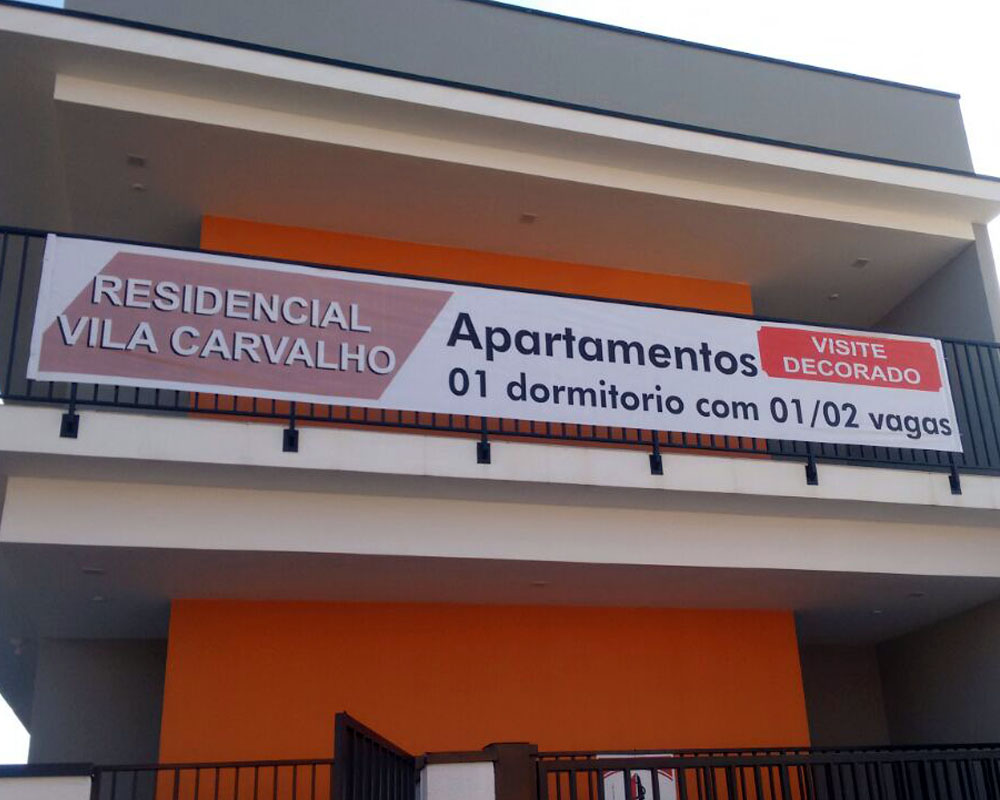 RESIDENCIAL
VILA CARVALHO
Apartamentos
01 dormitorio com 01/02 vagas
VISITE
DECORADO